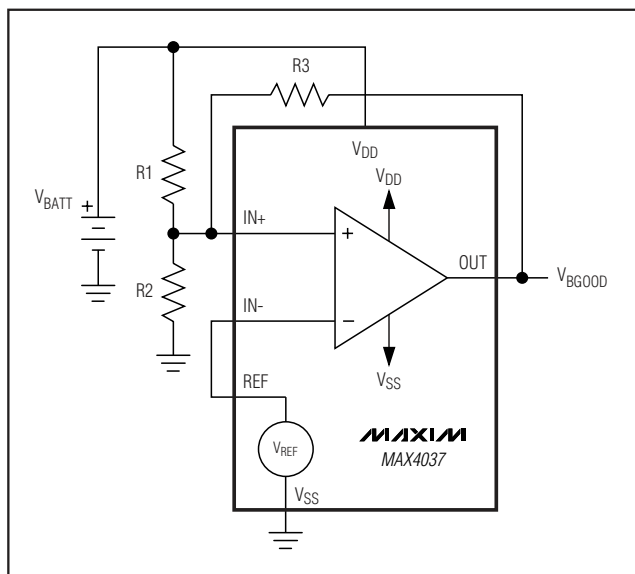 R3
VDD
VDD
R1
VBATT
+
IN+
+
OUT
VBGOOD
R2
IN-
−
VSS
REF
MAXIM
MAX4037
VREF
VSS